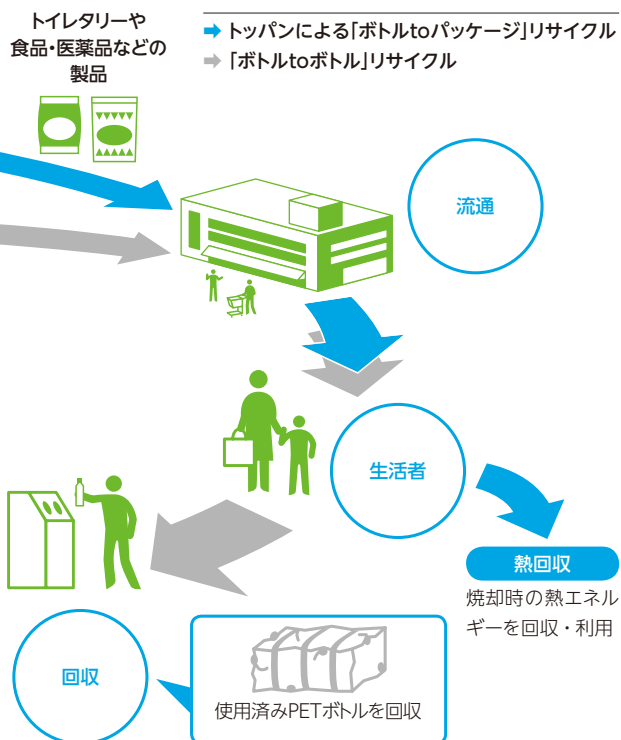 トイレタリーや
食品・医薬品などの
製品
➡ トッパンによる「ボトルtoパッケージ」リサイクル
➡ 「ボトルtoボトル」リサイクル
流通
生活者
熱回収
焼却時の熱エネル
ギーを回収・利用
回収
使用済みPETボトルを回収